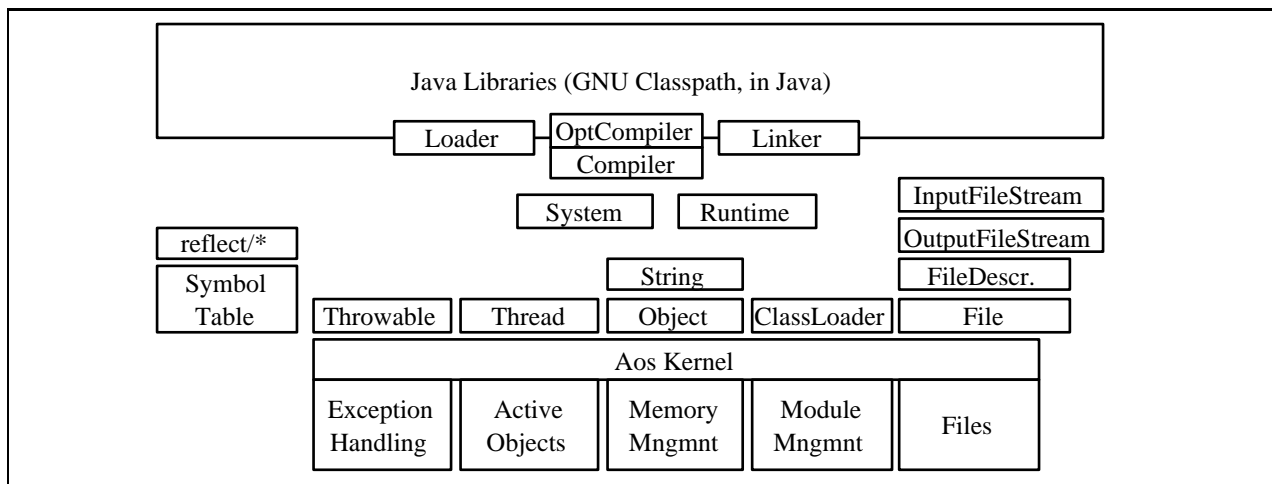 Java Libraries (GNU Classpath, in Java)
Loader
OptCompiler
Linker
Compiler
InputFileStream
System
Runtime
reflect/*
OutputFileStream
Symbol
Table
String
FileDescr.
Throwable
Thread
Object
ClassLoader
File
Aos Kernel
Exception
Handling
Active
Objects
Memory
Mngmnt
Module
Mngmnt
Files